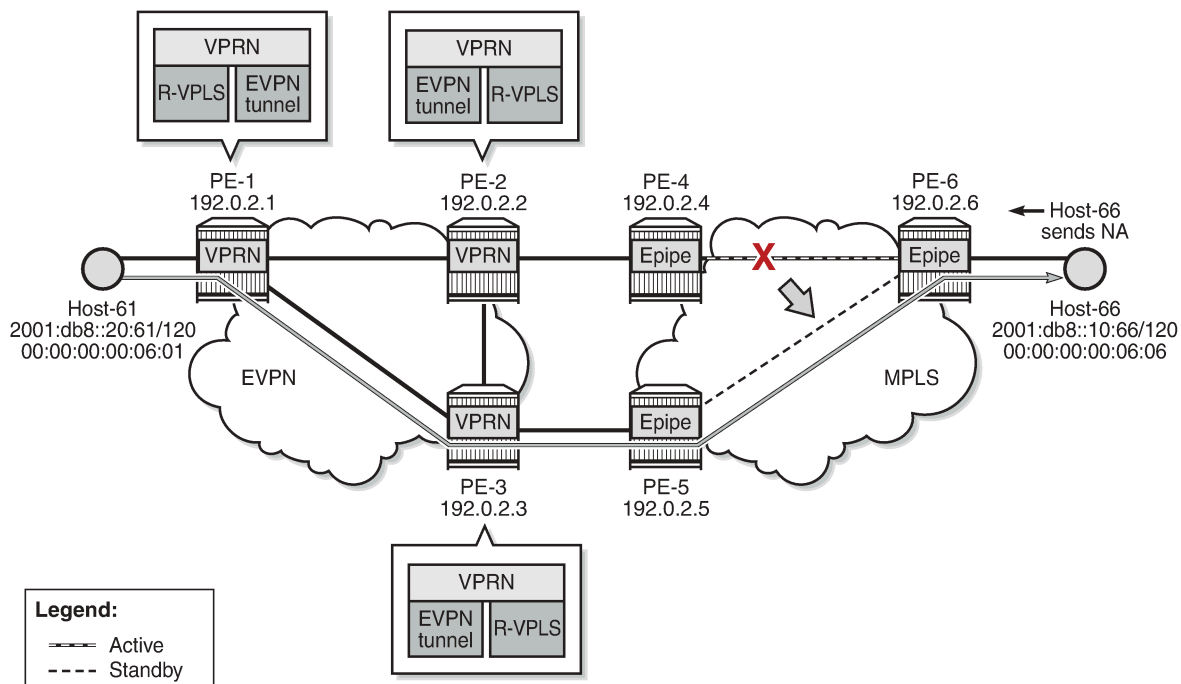 VPRN
R-VPLS
EVPN
tunnel
VPRN
EVPN
tunnel
R-VPLS
PE-1
192.0.2.1
PE-2
192.0.2.2
PE-4
192.0.2.4
PE-6
192.0.2.6
Host-66
sends NA
VPRN
VPRN
Epipe
X
Epipe
Host-61
2001:db8::20:61/120
00:00:00:00:06:01
Host-66
2001:db8::10:66/120
00:00:00:00:06:06
EVPN
MPLS
VPRN
Epipe
PE-3
192.0.2.3
PE-5
192.0.2.5
VPRN
EVPN
tunnel
R-VPLS
Legend:
Active
Standby